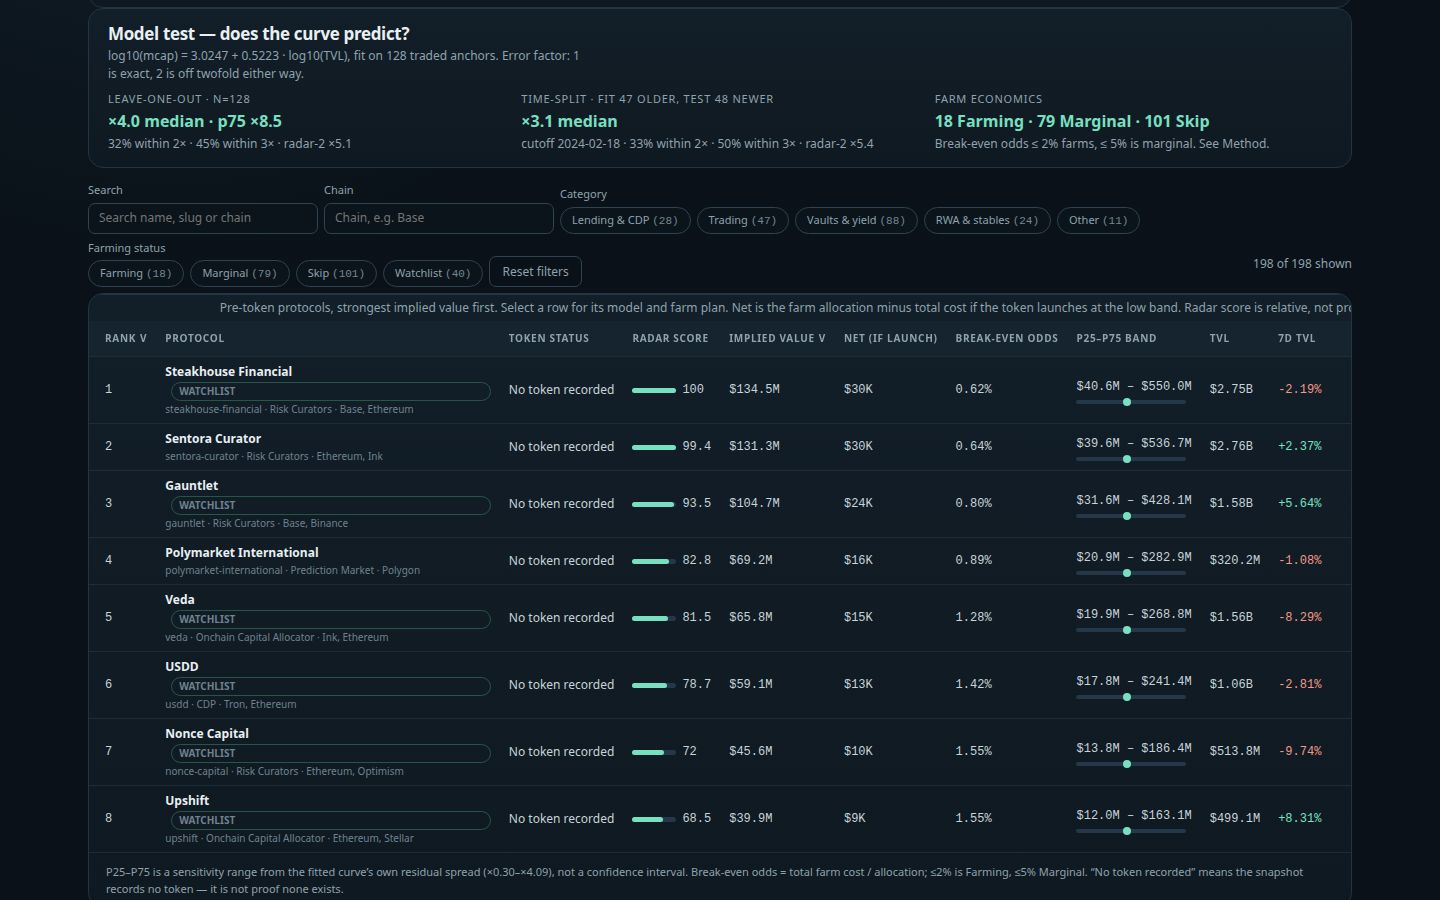 Model test — does the curve predict?
log10(mcap) = 3.0247 + 0.5223 · log10(TVL), fit on 128 traded anchors. Error factor: 1
is exact, 2 is off twofold either way.
LEAVE-ONE-OUT · N=128
×4.0 median · p75 ×8.5
32% within 2× · 45% within 3× · radar-2 ×5.1
TIME-SPLIT · FIT 47 OLDER, TEST 48 NEWER
×3.1 median
cutoff 2024-02-18 · 33% within 2× · 50% within 3× · radar-2 ×5.4
FARM ECONOMICS
18 Farming · 79 Marginal · 101 Skip
Break-even odds ≤ 2% farms, ≤ 5% is marginal. See Method.
Search
Search name, slug or chain
Chain
Chain, e.g. Base
Category
Lending & CDP (28) Trading (47) Vaults & yield (88) RWA & stables (24) Other (11)
Farming status
Farming (18) Marginal (79) Skip (101) Watchlist (40) Reset filters
198 of 198 shown
Pre-token protocols, strongest implied value first. Select a row for its model and farm plan. Net is the farm allocation minus total cost if the token launches at the low band. Radar score is relative, not pro
RANK V PROTOCOL TOKEN STATUS RADAR SCORE IMPLIED VALUE V NET (IF LAUNCH) BREAK-EVEN ODDS P25–P75 BAND TVL 7D TVL
Steakhouse Financial
WATCHLIST
steakhouse-financial · Risk Curators · Base, Ethereum
1 No token recorded 100 $134.5M $30K 0.62% $40.6M – $550.0M $2.75B -2.19%
Sentora Curator
sentora-curator · Risk Curators · Ethereum, Ink
2 No token recorded 99.4 $131.3M $30K 0.64% $39.6M – $536.7M $2.76B +2.37%
Gauntlet
WATCHLIST
gauntlet · Risk Curators · Base, Binance
3 No token recorded 93.5 $104.7M $24K 0.80% $31.6M – $428.1M $1.58B +5.64%
Polymarket International
polymarket-international · Prediction Market · Polygon
4 No token recorded 82.8 $69.2M $16K 0.89% $20.9M – $282.9M $320.2M -1.08%
Veda
WATCHLIST
veda · Onchain Capital Allocator · Ink, Ethereum
5 No token recorded 81.5 $65.8M $15K 1.28% $19.9M – $268.8M $1.56B -8.29%
USDD
WATCHLIST
usdd · CDP · Tron, Ethereum
6 No token recorded 78.7 $59.1M $13K 1.42% $17.8M – $241.4M $1.06B -2.81%
Nonce Capital
WATCHLIST
nonce-capital · Risk Curators · Ethereum, Optimism
7 No token recorded 72 $45.6M $10K 1.55% $13.8M – $186.4M $513.8M -9.74%
Upshift
WATCHLIST
upshift · Onchain Capital Allocator · Ethereum, Stellar
8 No token recorded 68.5 $39.9M $9K 1.55% $12.0M – $163.1M $499.1M +8.31%
P25–P75 is a sensitivity range from the fitted curve's own residual spread (×0.30–×4.09), not a confidence interval. Break-even odds = total farm cost / allocation; ≤2% is Farming, ≤5% Marginal. “No token recorded” means the snapshot
records no token — it is not proof none exists.